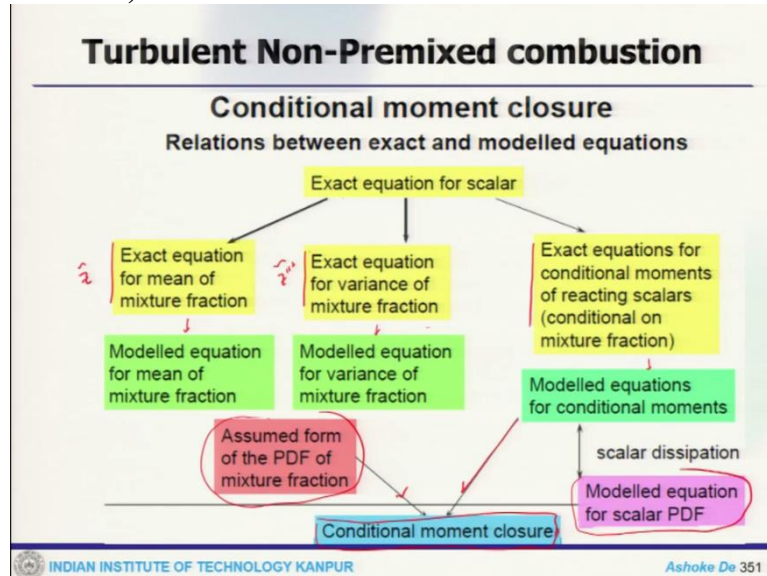 Turbulent Non-Premixed combustion
Conditional moment closure
Relations between exact and modelled equations
Exact equation for scalar
Exact equation
for mean of
mixture fraction
Exact equation
for variance of
mixture fraction
Exact equations for
conditional moments
of reacting scalars
(conditional on
mixture fraction)
Modelled equation
for mean of
mixture fraction
Modelled equation
for variance of
mixture fraction
Modelled equations
for conditional moments
Assumed form
of the PDF of
mixture fraction
scalar dissipation
Modelled equation
for scalar PDF
Conditional moment closure
INDIAN INSTITUTE OF TECHNOLOGY KANPUR
Ashoke De 351